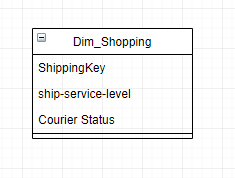 Dim_Shopping
ShippingKey
ship-service-level
Courier Status